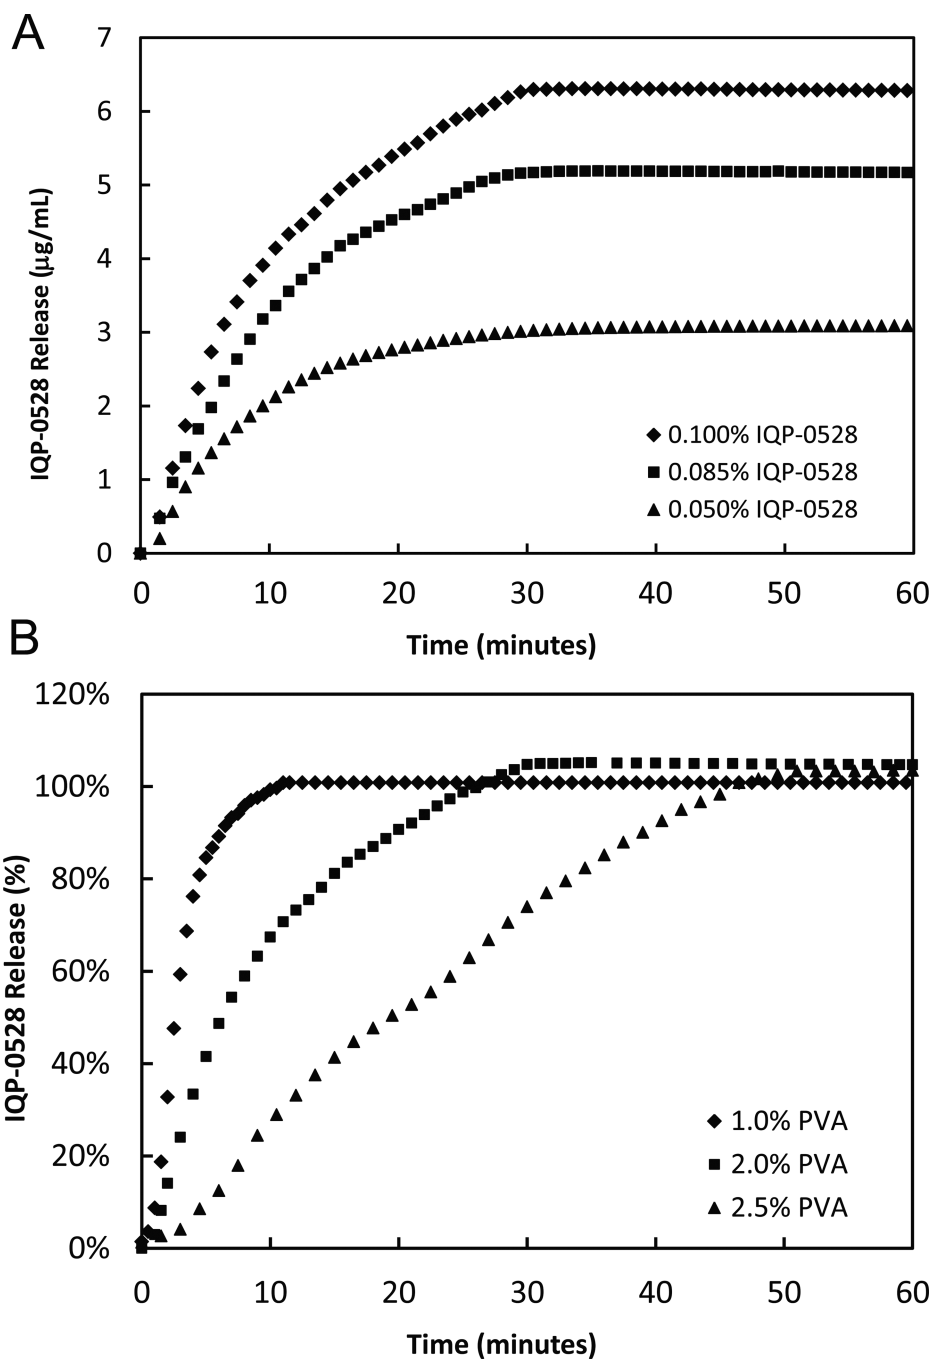 A
7
6
5
4
3
2
1
0
IQP-0528 Release (µg/mL)
0.100% IQP-0528
0.085% IQP-0528
0.050% IQP-0528
0 10 20 30 40 50 60
Time (minutes)
B
120%
100%
80%
60%
40%
20%
0%
IQP-0528 Release (%)
1.0% PVA
2.0% PVA
2.5% PVA
0 10 20 30 40 50 60
Time (minutes)